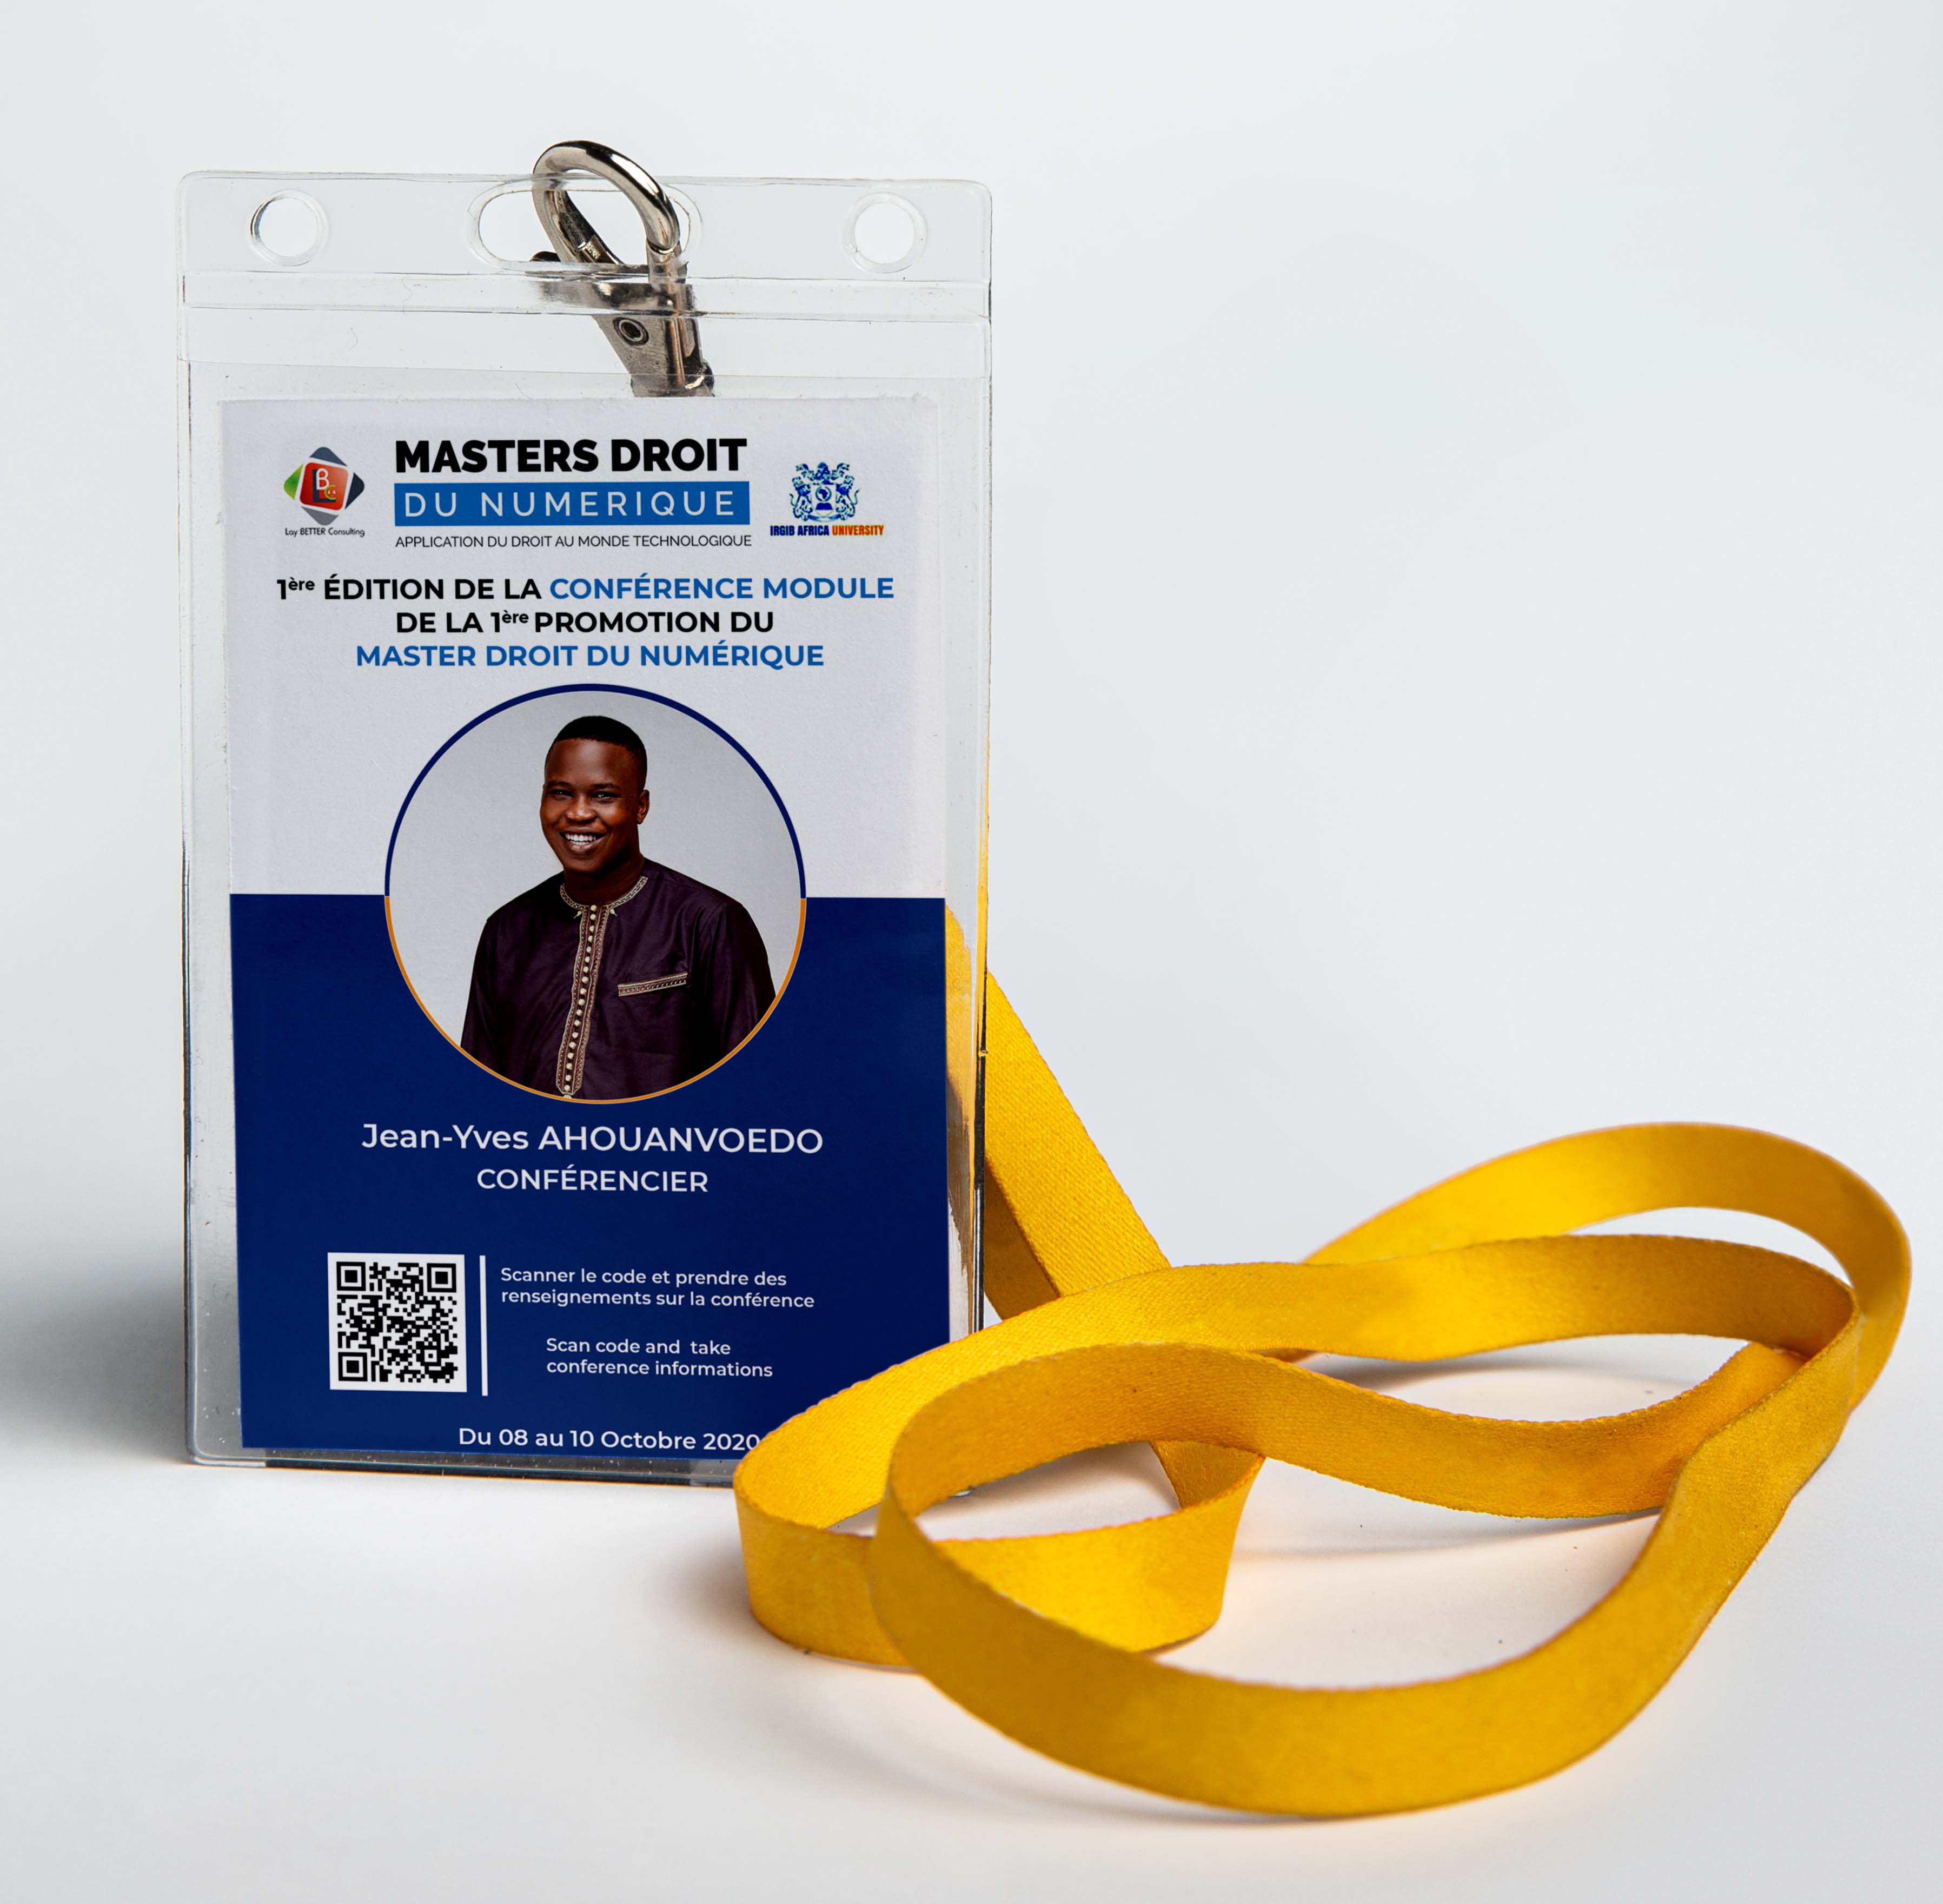 MASTERS DROIT
DU NUMERIQUE
APPLICATION DU DROIT AU MONDE TECHNOLOGIQUE
BLC
Lay BETTER Consulting
IRGIB AFRICA UNIVERSITY
1ère ÉDITION DE LA CONFÉRENCE MODULE
DE LA 1ère PROMOTION DU
MASTER DROIT DU NUMÉRIQUE
Jean-Yves AHOUANVOEDO
CONFÉRENCIER
Scanner le code et prendre des
renseignements sur la conférence
Scan code and take
conference informations
Du 08 au 10 Octobre 2020